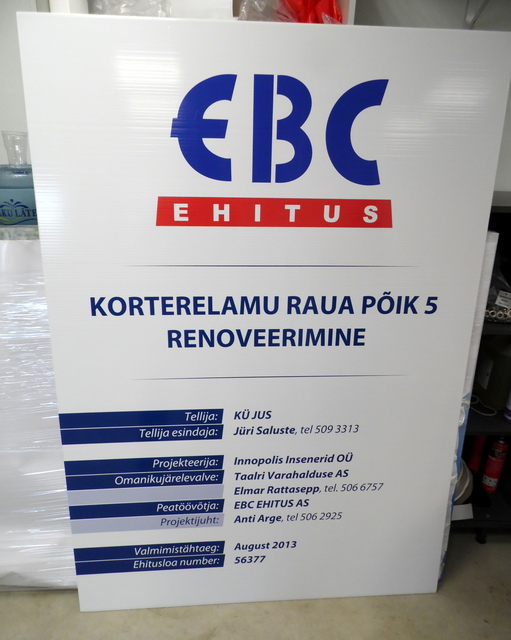 EBC
EHITUS
KORTERELAMU RAUA PÕIK 5
RENOVEERIMINE
Tellija: KÜ JUS
Tellija esindaja: Jüri Saluste, tel 509 3313
Projekteerija: Innopolis Insenerid OÜ
Omanikujärelevalve: Taalri Varahalduse AS
Elmar Rattasepp, tel. 506 6757
Peatöövõtja: EBC EHITUS AS
Projektijuht: Anti Arge, tel 506 2925
Valmimistähtaeg: August 2013
Ehitusloa number: 56377